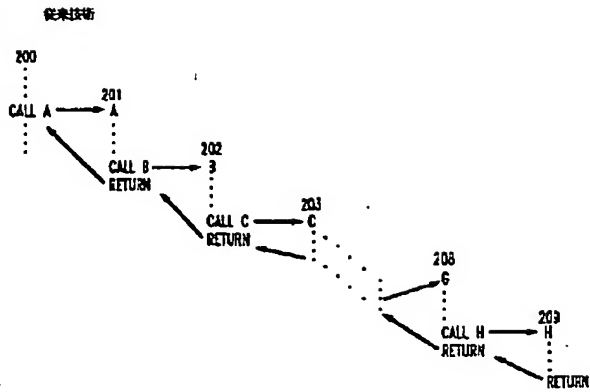 従来技術
200
201
CALL A
A
202
CALL B
B
RETURN
203
CALL C
C
RETURN
208
G
CALL H
209
H
RETURN
RETURN